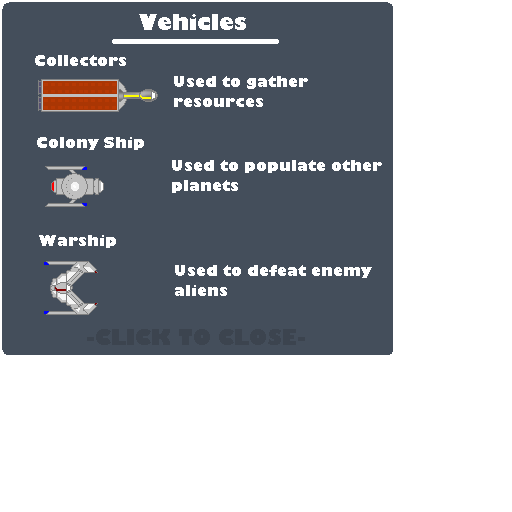 Vehicles
Collectors
Used to gather
resources
Colony Ship
Used to populate other
planets
Warship
Used to defeat enemy
aliens
-CLICK TO CLOSE-